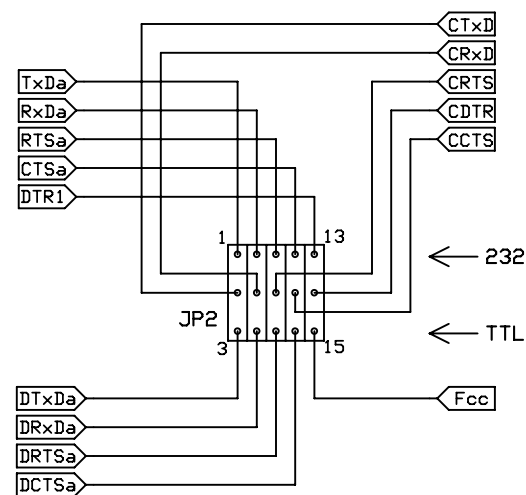 CTxD
CRxD
TxDa
CRTS
RxDa
CDTR
RTSa
CCTS
CTSa
DTR1
1
13
232
JP2
TTL
3
15
DTxDa
Fcc
DRxDa
DRTSa
DCTSa